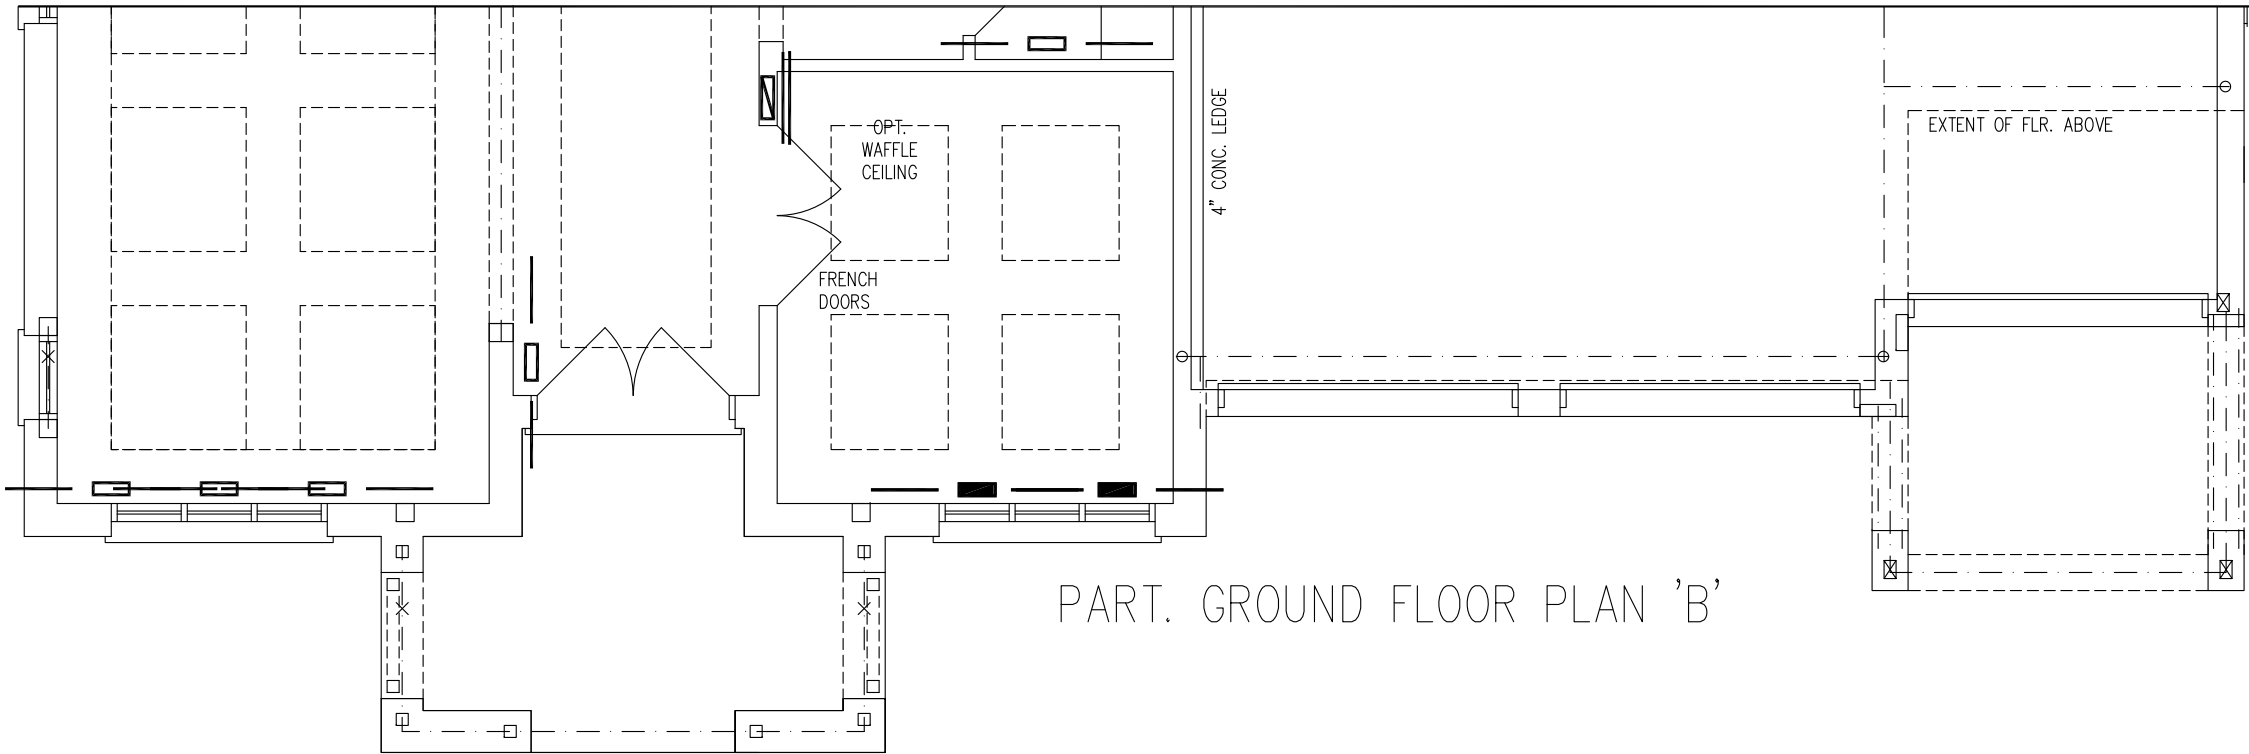 OPT.
WAFFLE
CEILING
FRENCH
DOORS
4" CONC. LEDGE
EXTENT OF FLR. ABOVE
PART. GROUND FLOOR PLAN 'B'